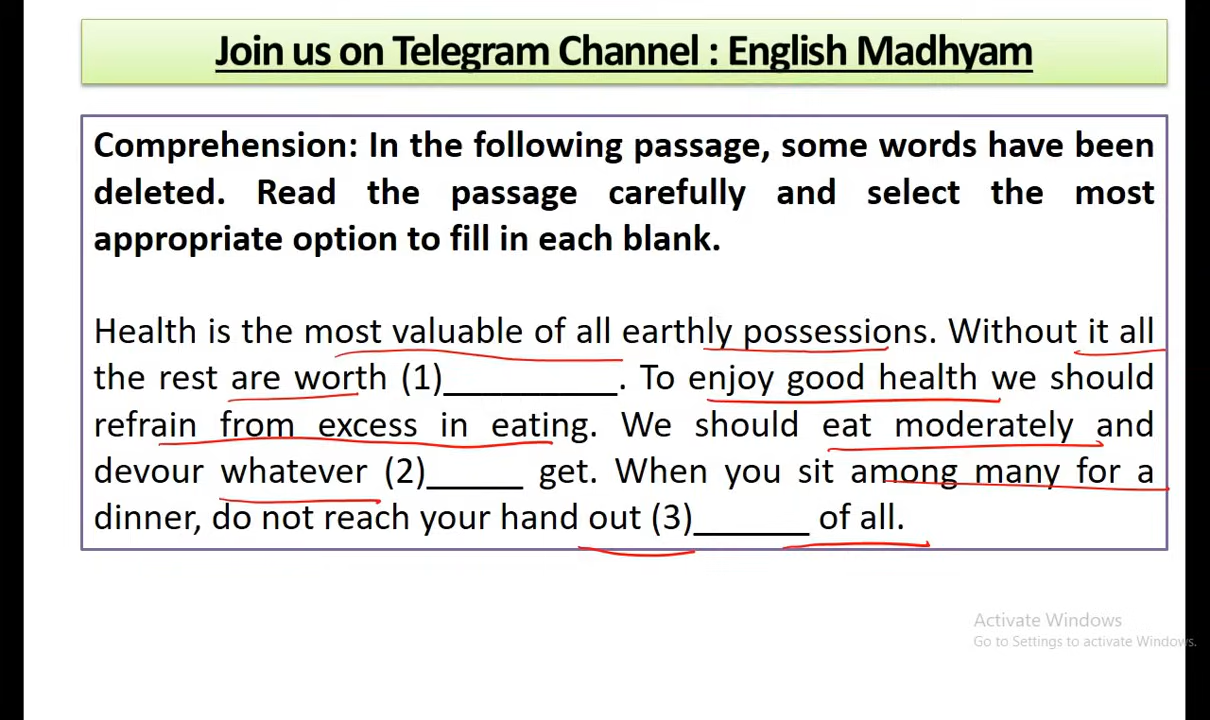 Join us on Telegram Channel : English Madhyam
Comprehension: In the following passage, some words have been
deleted. Read the passage carefully and select the most
appropriate option to fill in each blank.
Health is the most valuable of all earthly possessions. Without it all
the rest are worth (1)___________. To enjoy good health we should
refrain from excess in eating. We should eat moderately and
devour whatever (2)______ get. When you sit among many for a
dinner, do not reach your hand out (3)_______ of all.
Activate Windows
Go to Settings to activate Windows.